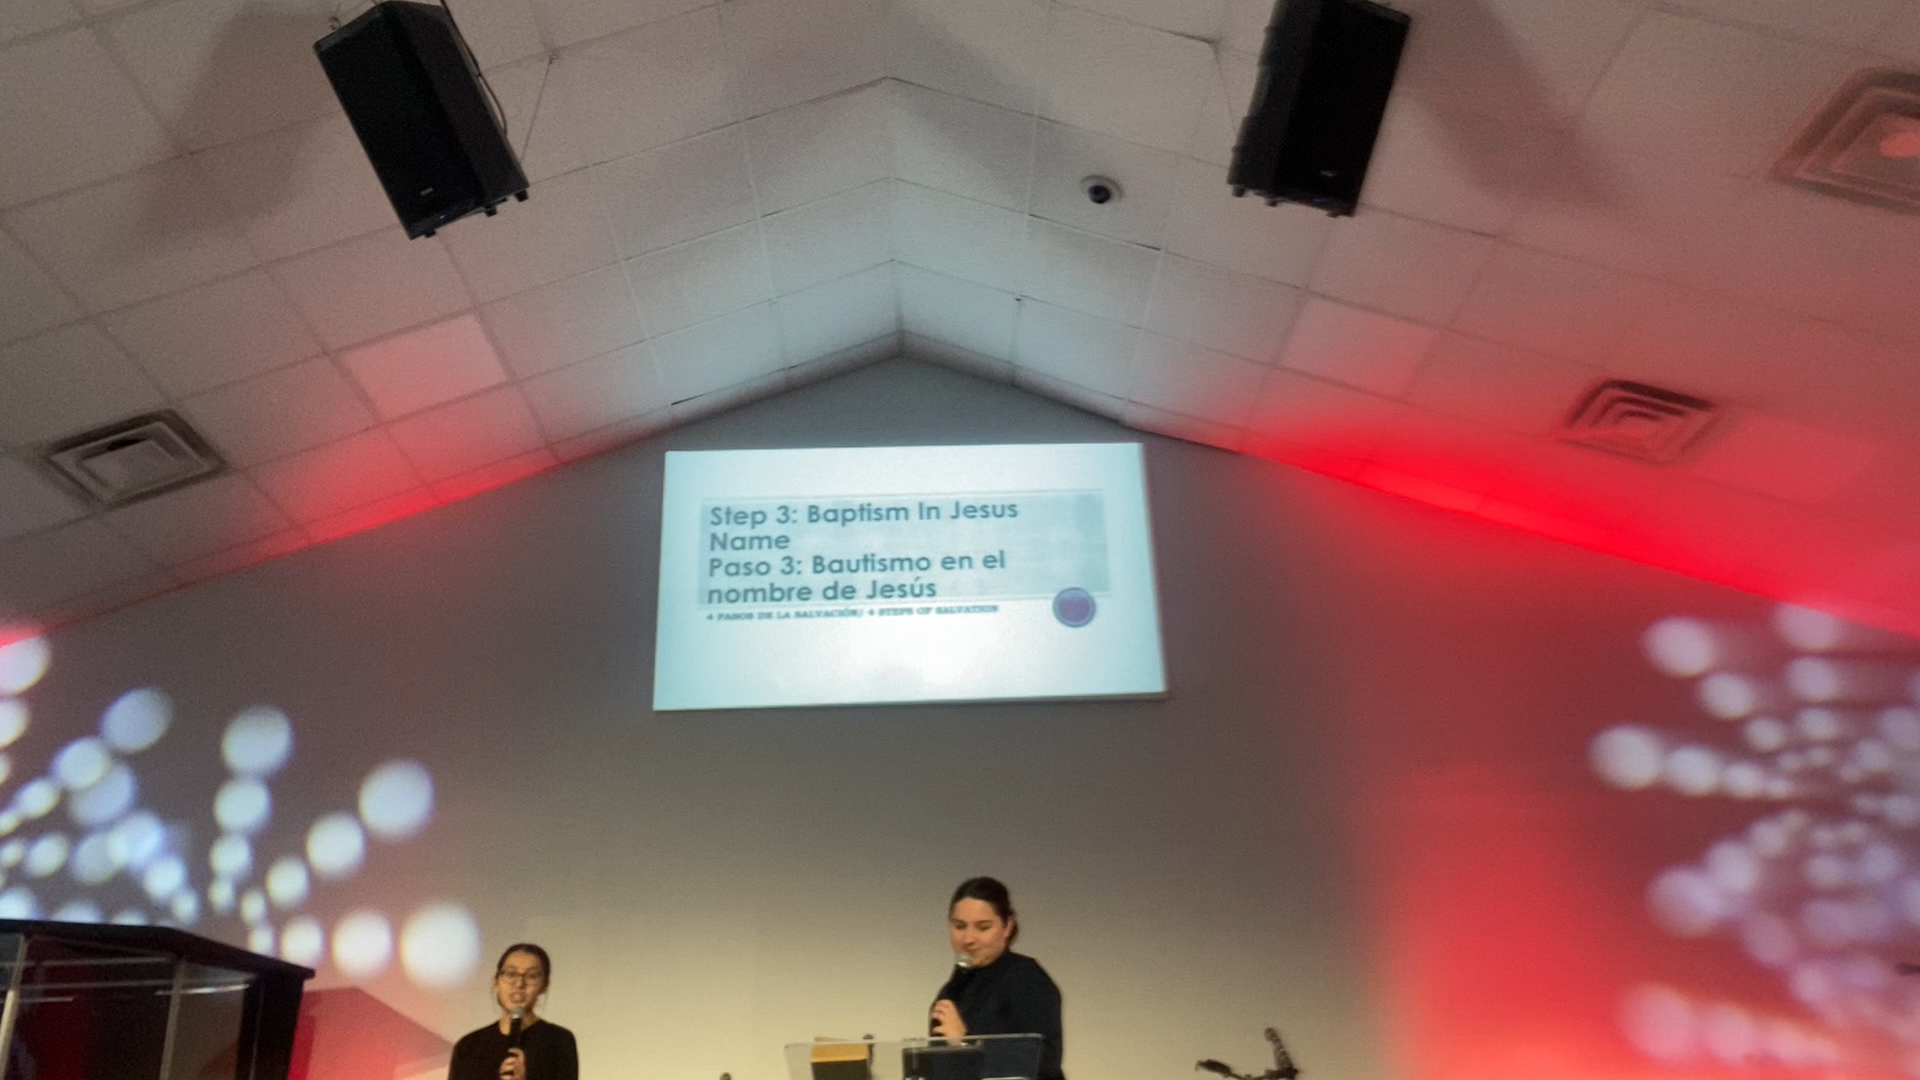 Step 3: Baptism In Jesus
Name
Paso 3: Bautismo en el
nombre de Jesús
4 PASOS DE LA SALVACIÓN/ 4 STEPS OF SALVATION